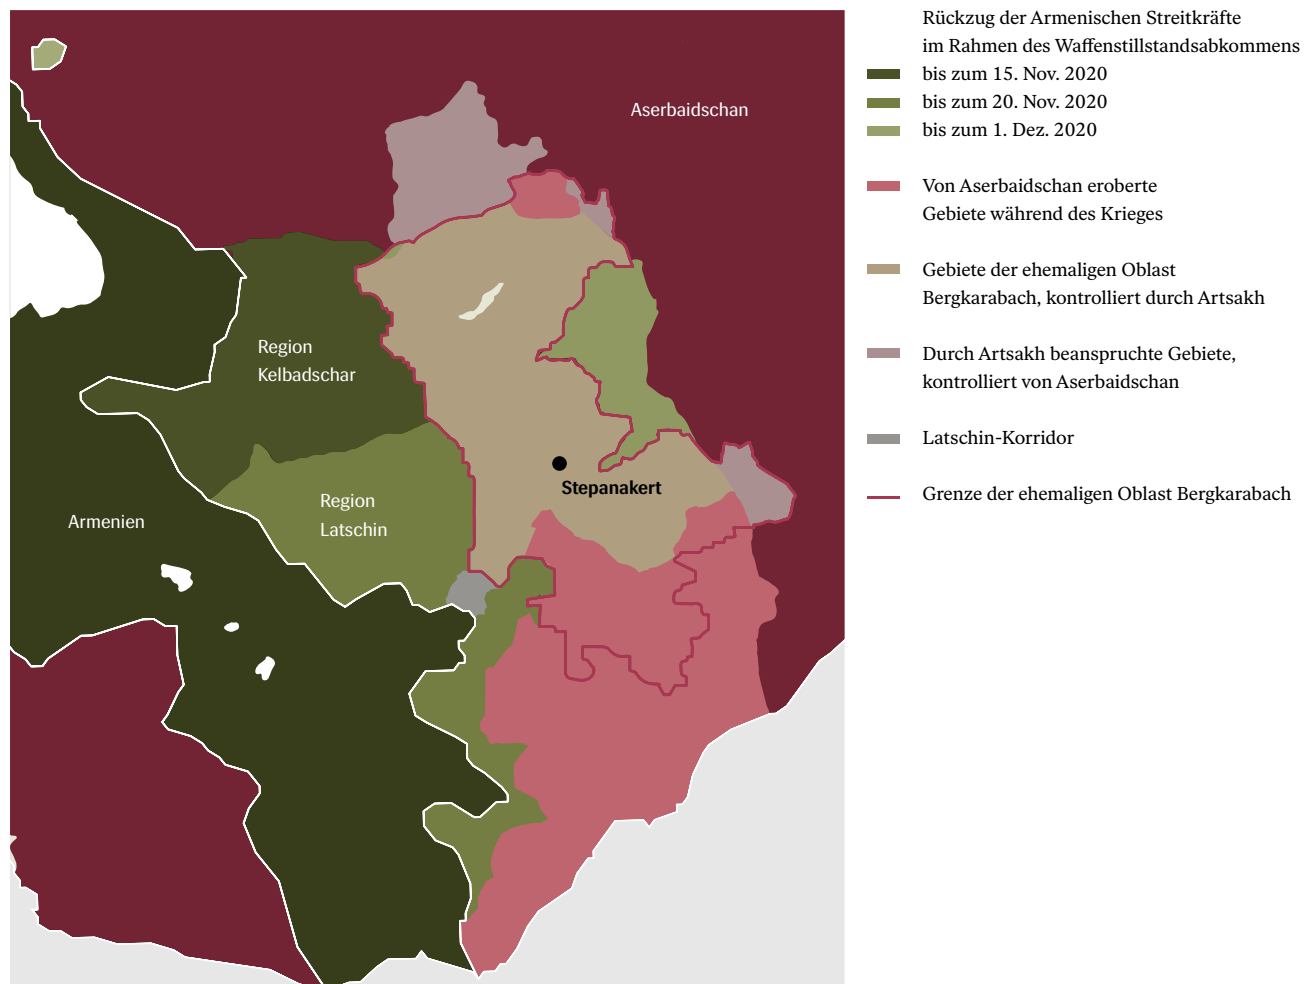 Aserbaidschan
Region
Kelbadschar
Region
Latschin
Armenien
Stepanakert
Rückzug der Armenischen Streitkräfte
im Rahmen des Waffenstillstandsabkommens
bis zum 15. Nov. 2020
bis zum 20. Nov. 2020
bis zum 1. Dez. 2020
Von Aserbaidschan eroberte
Gebiete während des Krieges
Gebiete der ehemaligen Oblast
Bergkarabach, kontrolliert durch Artsakh
Durch Artsakh beanspruchte Gebiete,
kontrolliert von Aserbaidschan
Latschin-Korridor
Grenze der ehemaligen Oblast Bergkarabach